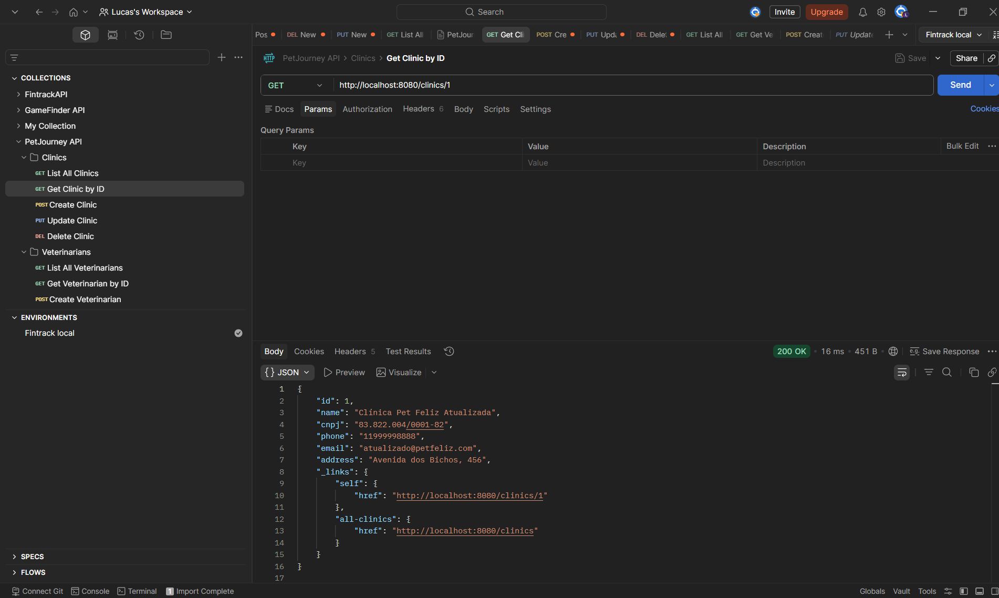 Lucas's Workspace
Search
Invite
Upgrade
Pos
DEL New
PUT New
GET List All
PetJour
GET Get Cli
POST Cre
PUT Upda
DEL Dele
GET List All
GET Get Ve
POST Creat
PUT Update
Fintrack local
COLLECTIONS
FintrackAPI
GameFinder API
My Collection
PetJourney API
Clinics
GET List All Clinics
GET Get Clinic by ID
POST Create Clinic
PUT Update Clinic
DEL Delete Clinic
Veterinarians
GET List All Veterinarians
GET Get Veterinarian by ID
POST Create Veterinarian
ENVIRONMENTS
Fintrack local
SPECS
FLOWS
HTTP PetJourney API > Clinics > Get Clinic by ID
Save
Share
GET
http://localhost:8080/clinics/1
Send
Docs
Params
Authorization
Headers 6
Body
Scripts
Settings
Cookies
Query Params
Key Value Description Bulk Edit
Key Value Description
Body
Cookies
Headers 5
Test Results
200 OK • 16 ms • 451 B
e.g. Save Response
{} JSON
Preview
Visualize
1 {
2 "id": 1,
3 "name": "Clínica Pet Feliz Atualizada",
4 "cnpj": "83.822.004/0001-82",
5 "phone": "11999998888",
6 "email": "atualizado@petfeliz.com",
7 "address": "Avenida dos Bichos, 456",
8 "_links": {
9 "self": {
10 "href": "http://localhost:8080/clinics/1"
11 },
12 "all-clinics": {
13 "href": "http://localhost:8080/clinics"
14 }
15 }
16 }
17
Connect Git
Console
Terminal
1 Import Complete
Globals
Vault
Tools